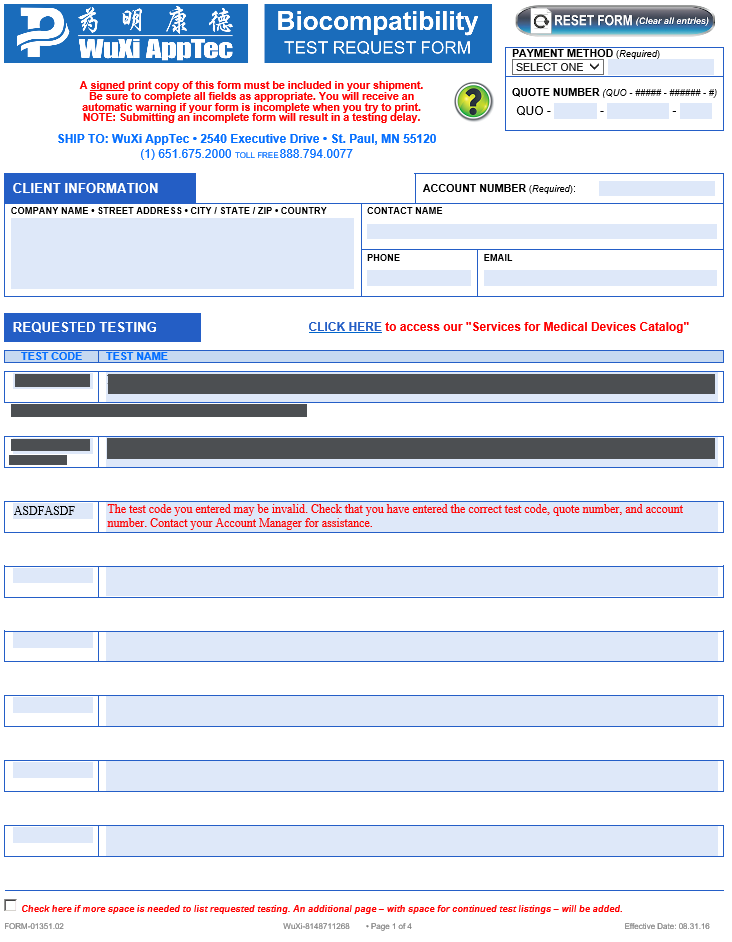 药明康德
WuXi AppTec
Biocompatibility
TEST REQUEST FORM
RESET FORM (Clear all entries)
PAYMENT METHOD (Required)
SELECT ONE
QUOTE NUMBER (QUO - ##### - ###### - #)
QUO - - -
A signed print copy of this form must be included in your shipment.
Be sure to complete all fields as appropriate. You will receive an
automatic warning if your form is incomplete when you try to print.
NOTE: Submitting an incomplete form will result in a testing delay.
?
SHIP TO: WuXi AppTec • 2540 Executive Drive • St. Paul, MN 55120
(1) 651.675.2000 TOLL FREE 888.794.0077
CLIENT INFORMATION
ACCOUNT NUMBER (Required):
COMPANY NAME • STREET ADDRESS • CITY / STATE / ZIP • COUNTRY
CONTACT NAME
PHONE
EMAIL
REQUESTED TESTING
CLICK HERE to access our "Services for Medical Devices Catalog"
TEST CODE
TEST NAME
ASDFASDF
The test code you entered may be invalid. Check that you have entered the correct test code, quote number, and account
number. Contact your Account Manager for assistance.
Check here if more space is needed to list requested testing. An additional page – with space for continued test listings – will be added.
FORM-01351.02
WuXi-8148711268 • Page 1 of 4
Effective Date: 08.31.16